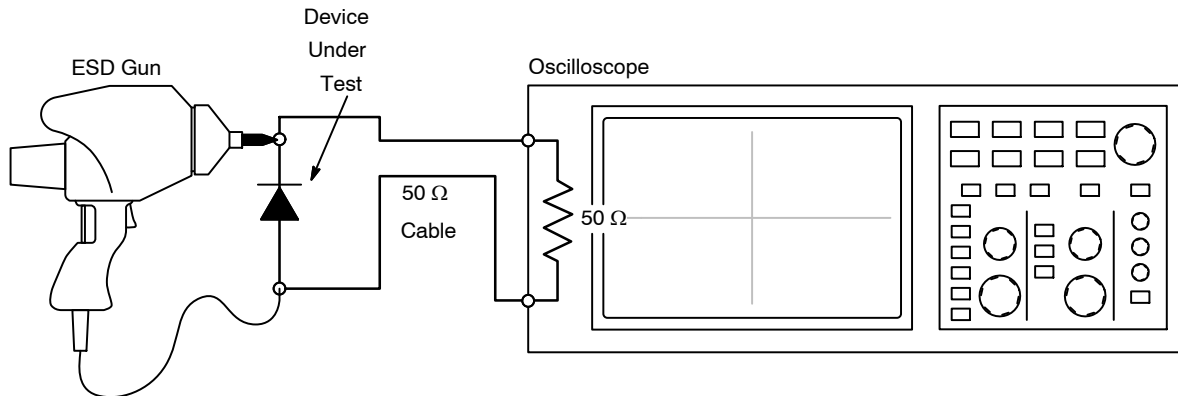 Device
Under
Test
ESD Gun
Oscilloscope
50 Ω
Cable
50 Ω